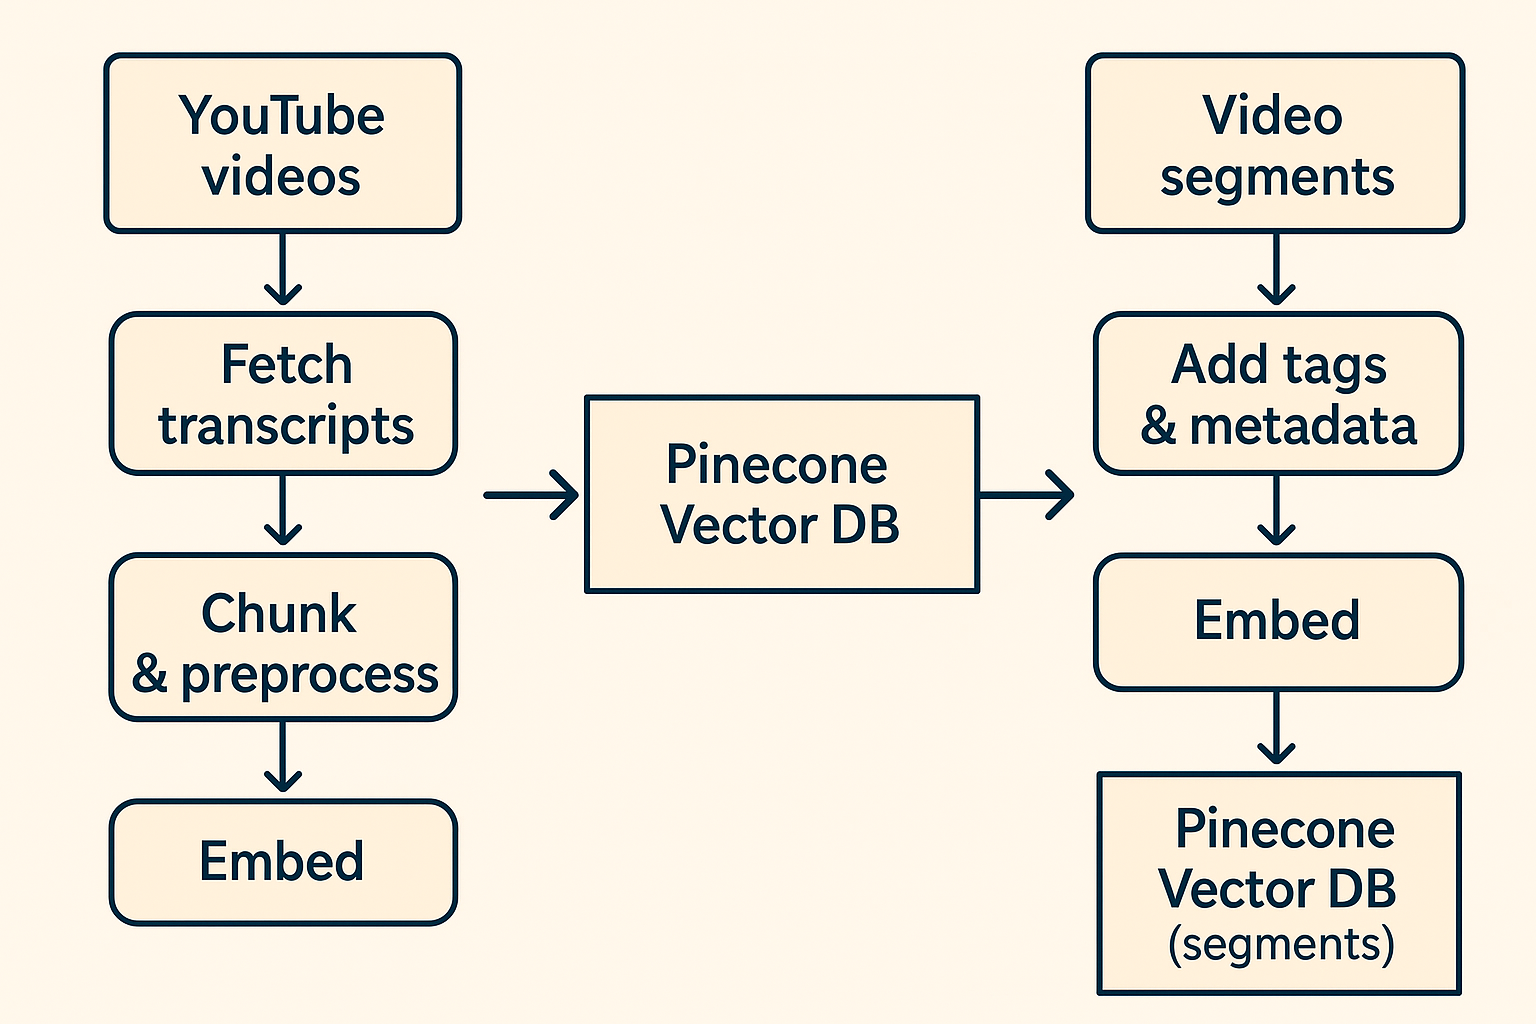 YouTube
videos
Fetch
transcripts
Chunk
& preprocess
Embed
Pinecone
Vector DB
Video
segments
Add tags
& metadata
Embed
Pinecone
Vector DB
(segments)